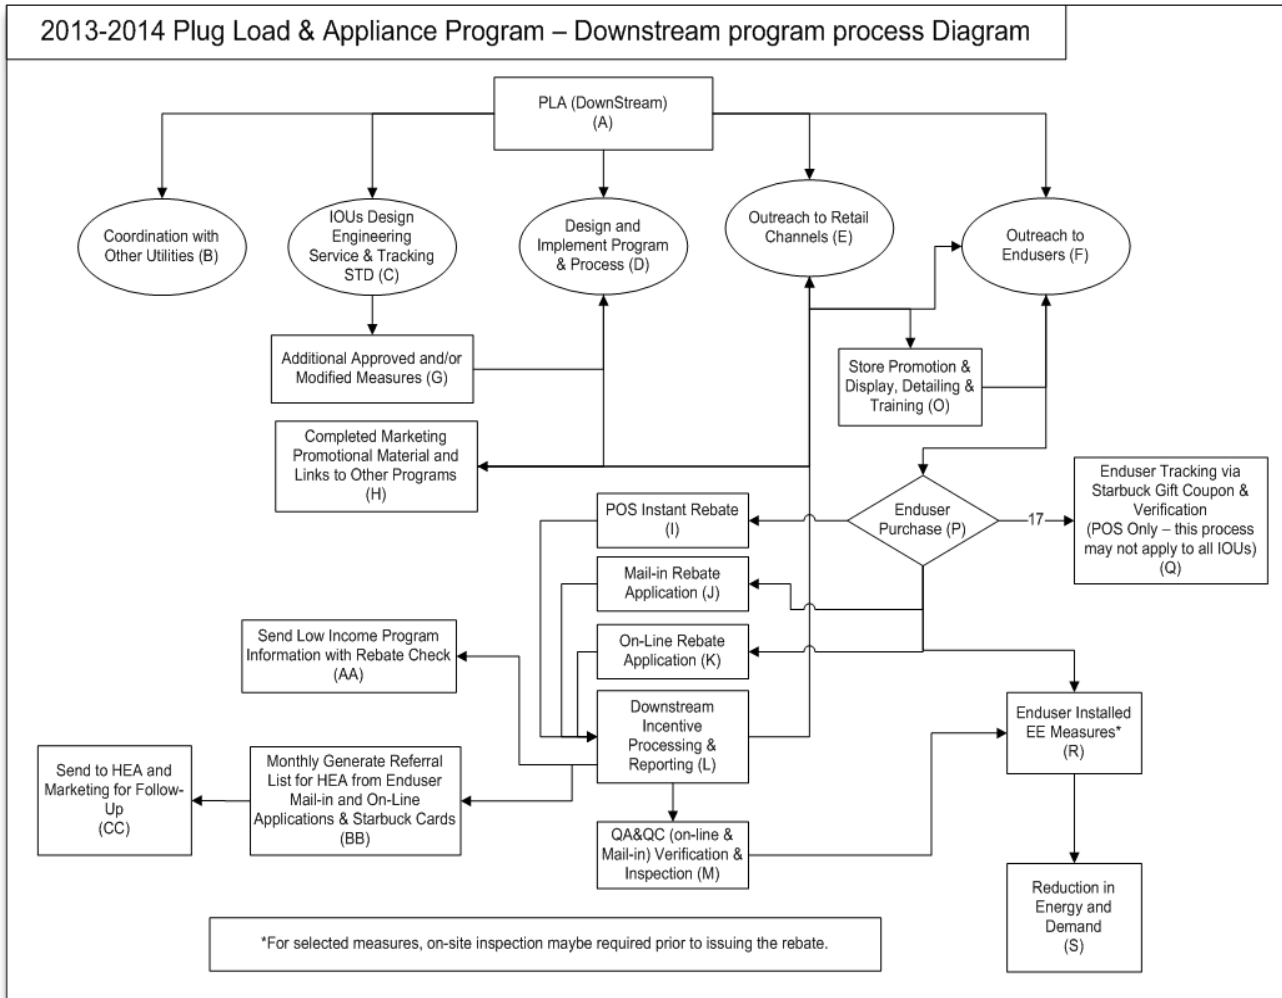 2013-2014 Plug Load & Appliance Program – Downstream program process Diagram
PLA (DownStream)
(A)
Coordination with
Other Utilities (B)
IOUs Design
Engineering
Service & Tracking
STD (C)
Design and
Implement Program
& Process (D)
Outreach to Retail
Channels (E)
Outreach to
Endusers (F)
Additional Approved and/or
Modified Measures (G)
Store Promotion &
Display, Detailing &
Training (O)
Completed Marketing
Promotional Material and
Links to Other Programs
(H)
POS Instant Rebate
(I)
Enduser
Purchase (P)
17
Enduser Tracking via
Starbuck Gift Coupon &
Verification
(POS Only – this process
may not apply to all IOUs)
(Q)
Mail-in Rebate
Application (J)
Send Low Income Program
Information with Rebate Check
(AA)
On-Line Rebate
Application (K)
Downstream
Incentive
Processing &
Reporting (L)
Enduser Installed
EE Measures*
(R)
Send to HEA and
Marketing for Follow-
Up
(CC)
Monthly Generate Referral
List for HEA from Enduser
Mail-in and On-Line
Applications & Starbuck Cards
(BB)
QA&QC (on-line &
Mail-in) Verification &
Inspection (M)
Reduction in
Energy and
Demand
(S)
*For selected measures, on-site inspection maybe required prior to issuing the rebate.